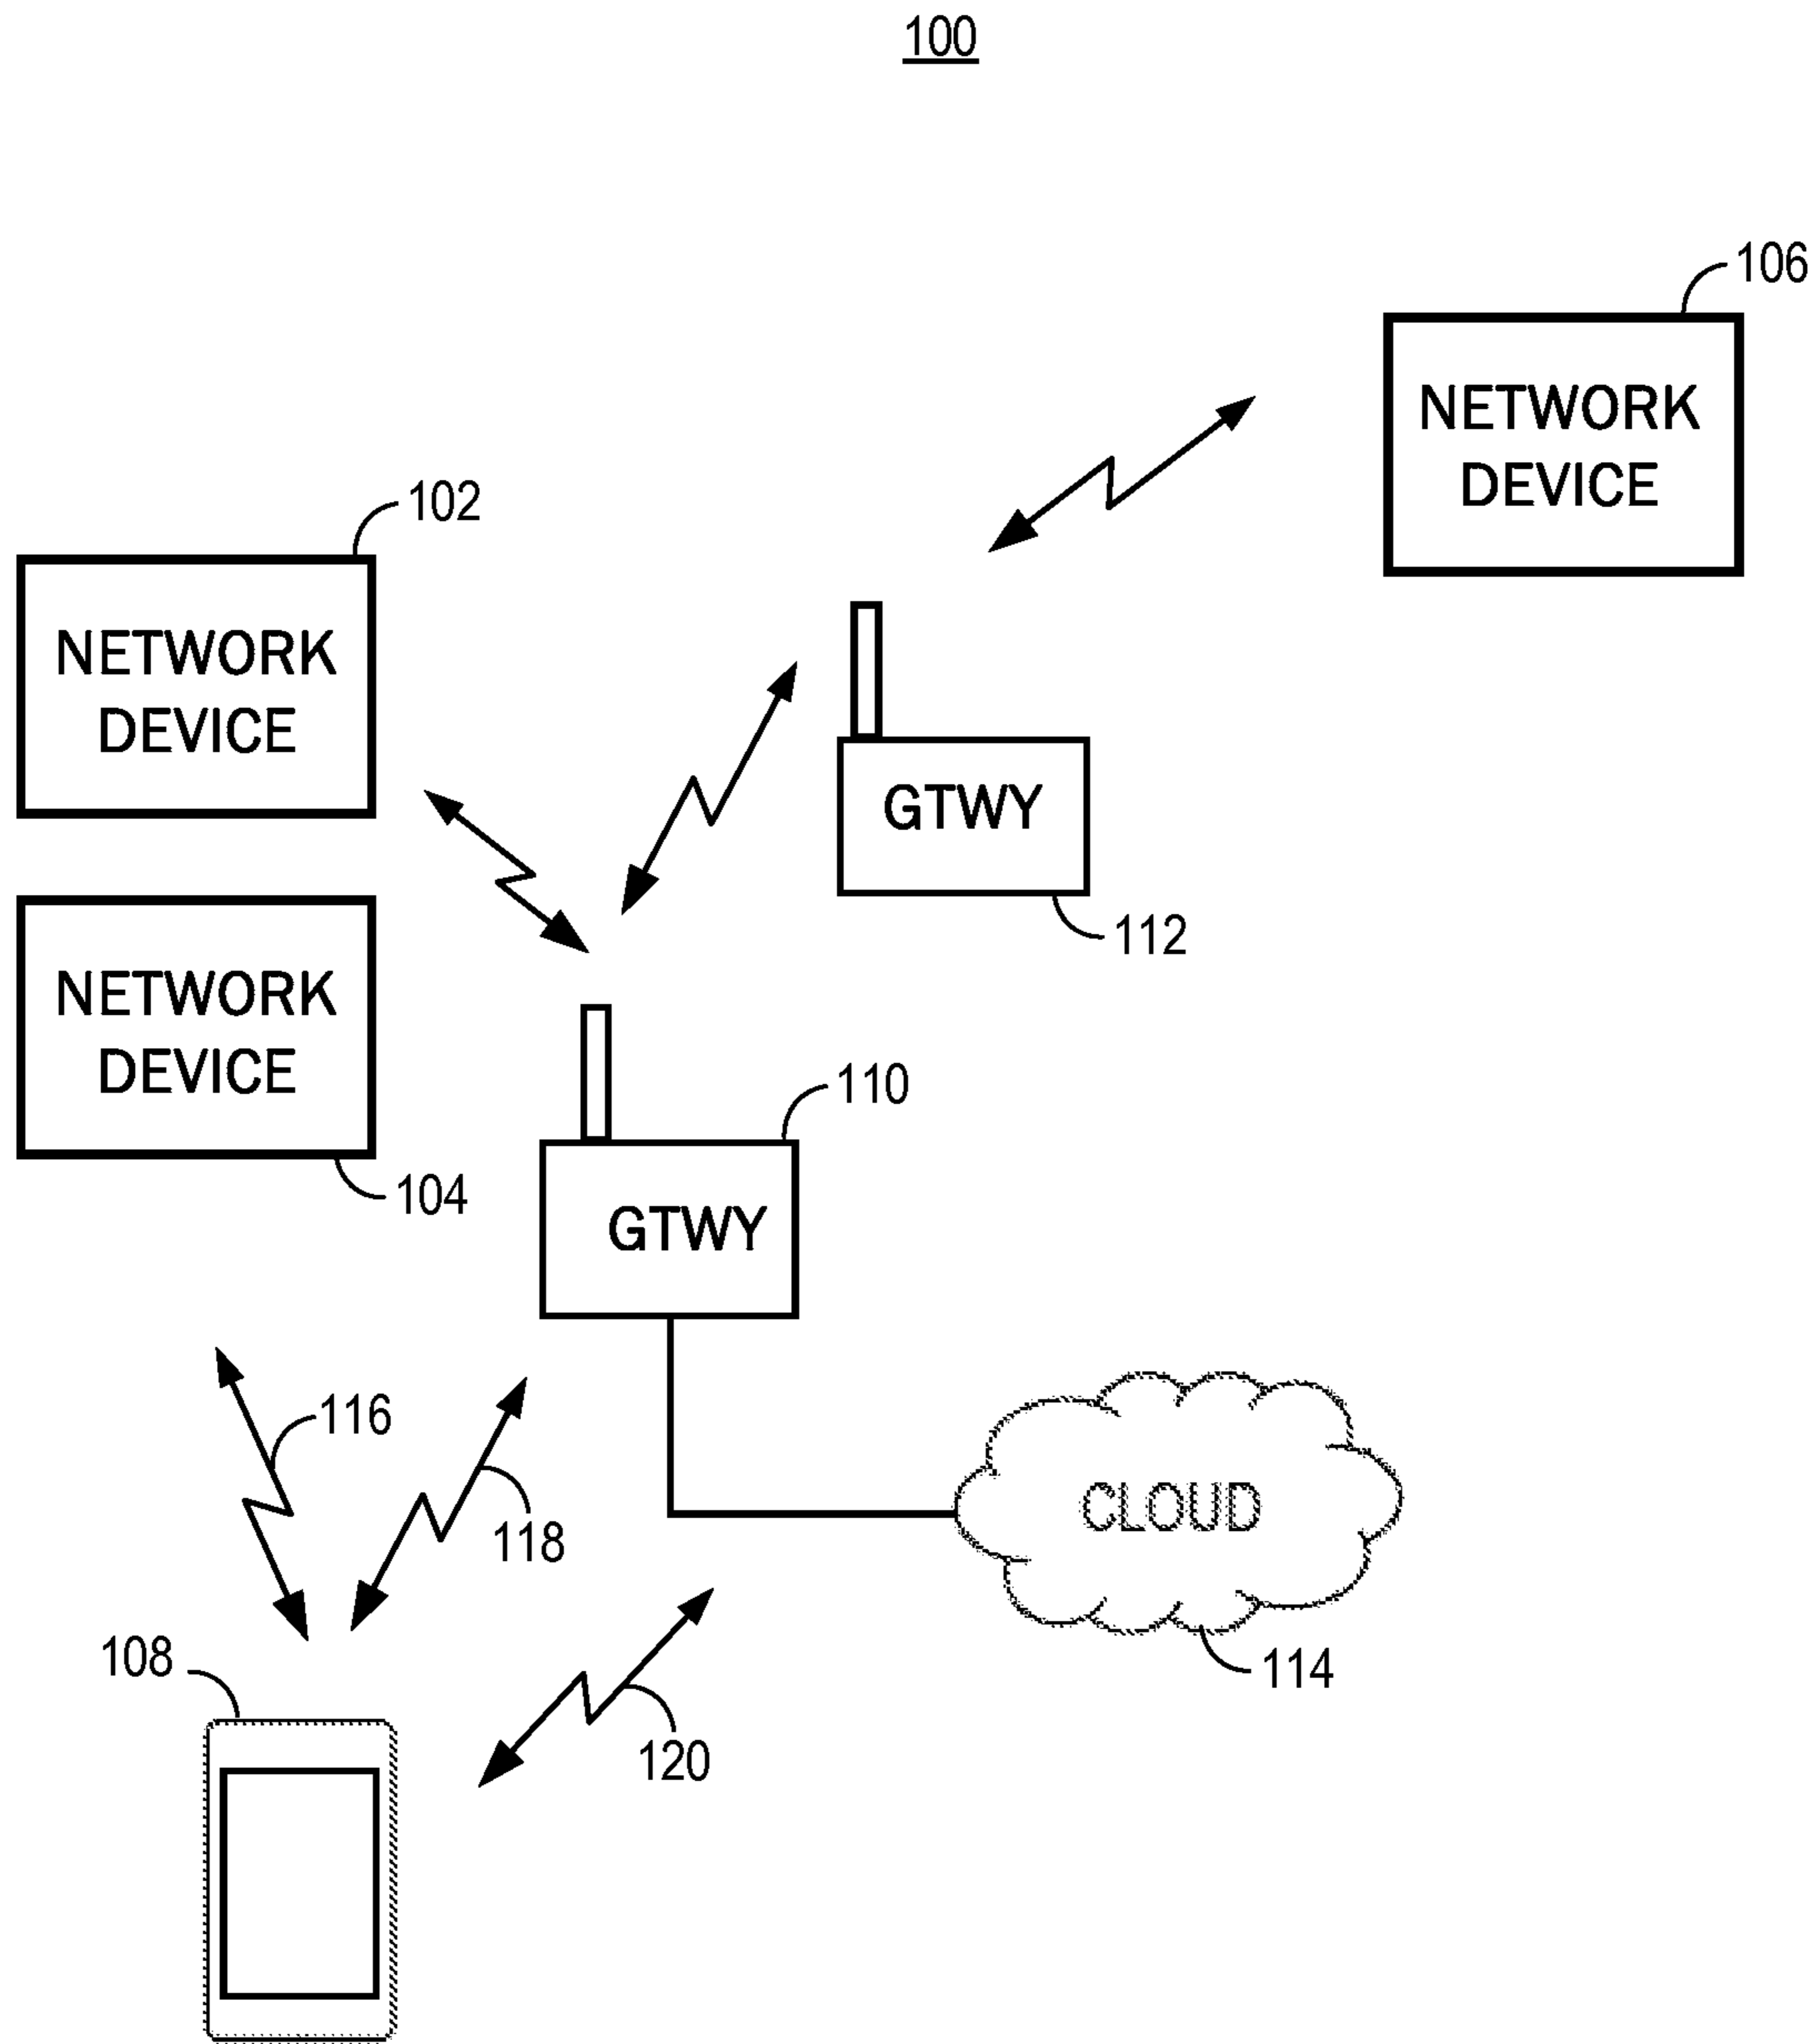 100
106
NETWORK
DEVICE
102
NETWORK
DEVICE
GTWY
112
NETWORK
DEVICE
104
110
GTWY
116
118
CLOUD
114
108
120